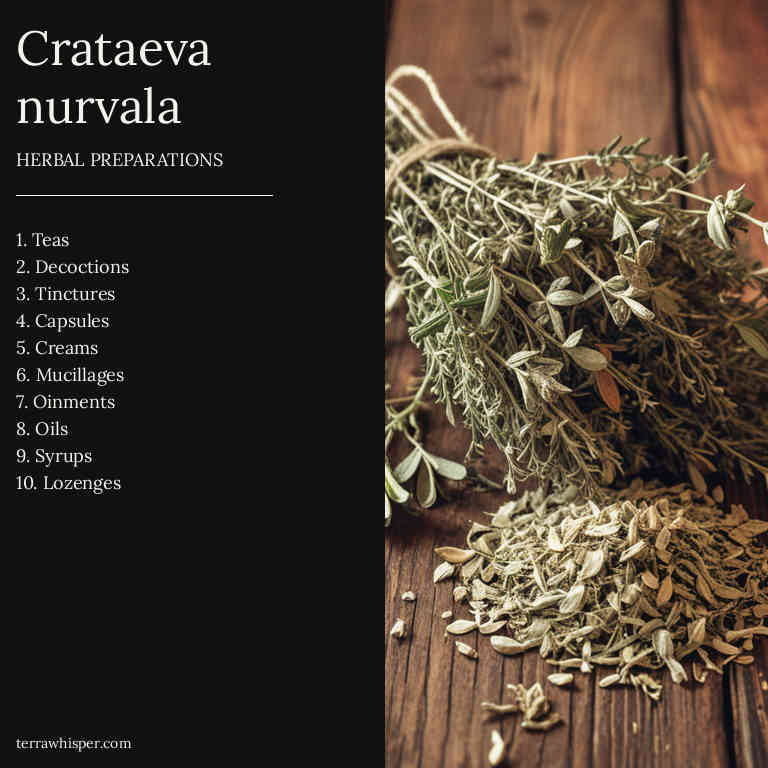 Crataeva
nurvala
HERBAL PREPARATIONS
1. Teas
2. Decoctions
3. Tinctures
4. Capsules
5. Creams
6. Mucillages
7. Oinments
8. Oils
9. Syrups
10. Lozenges
terrawhisper.com